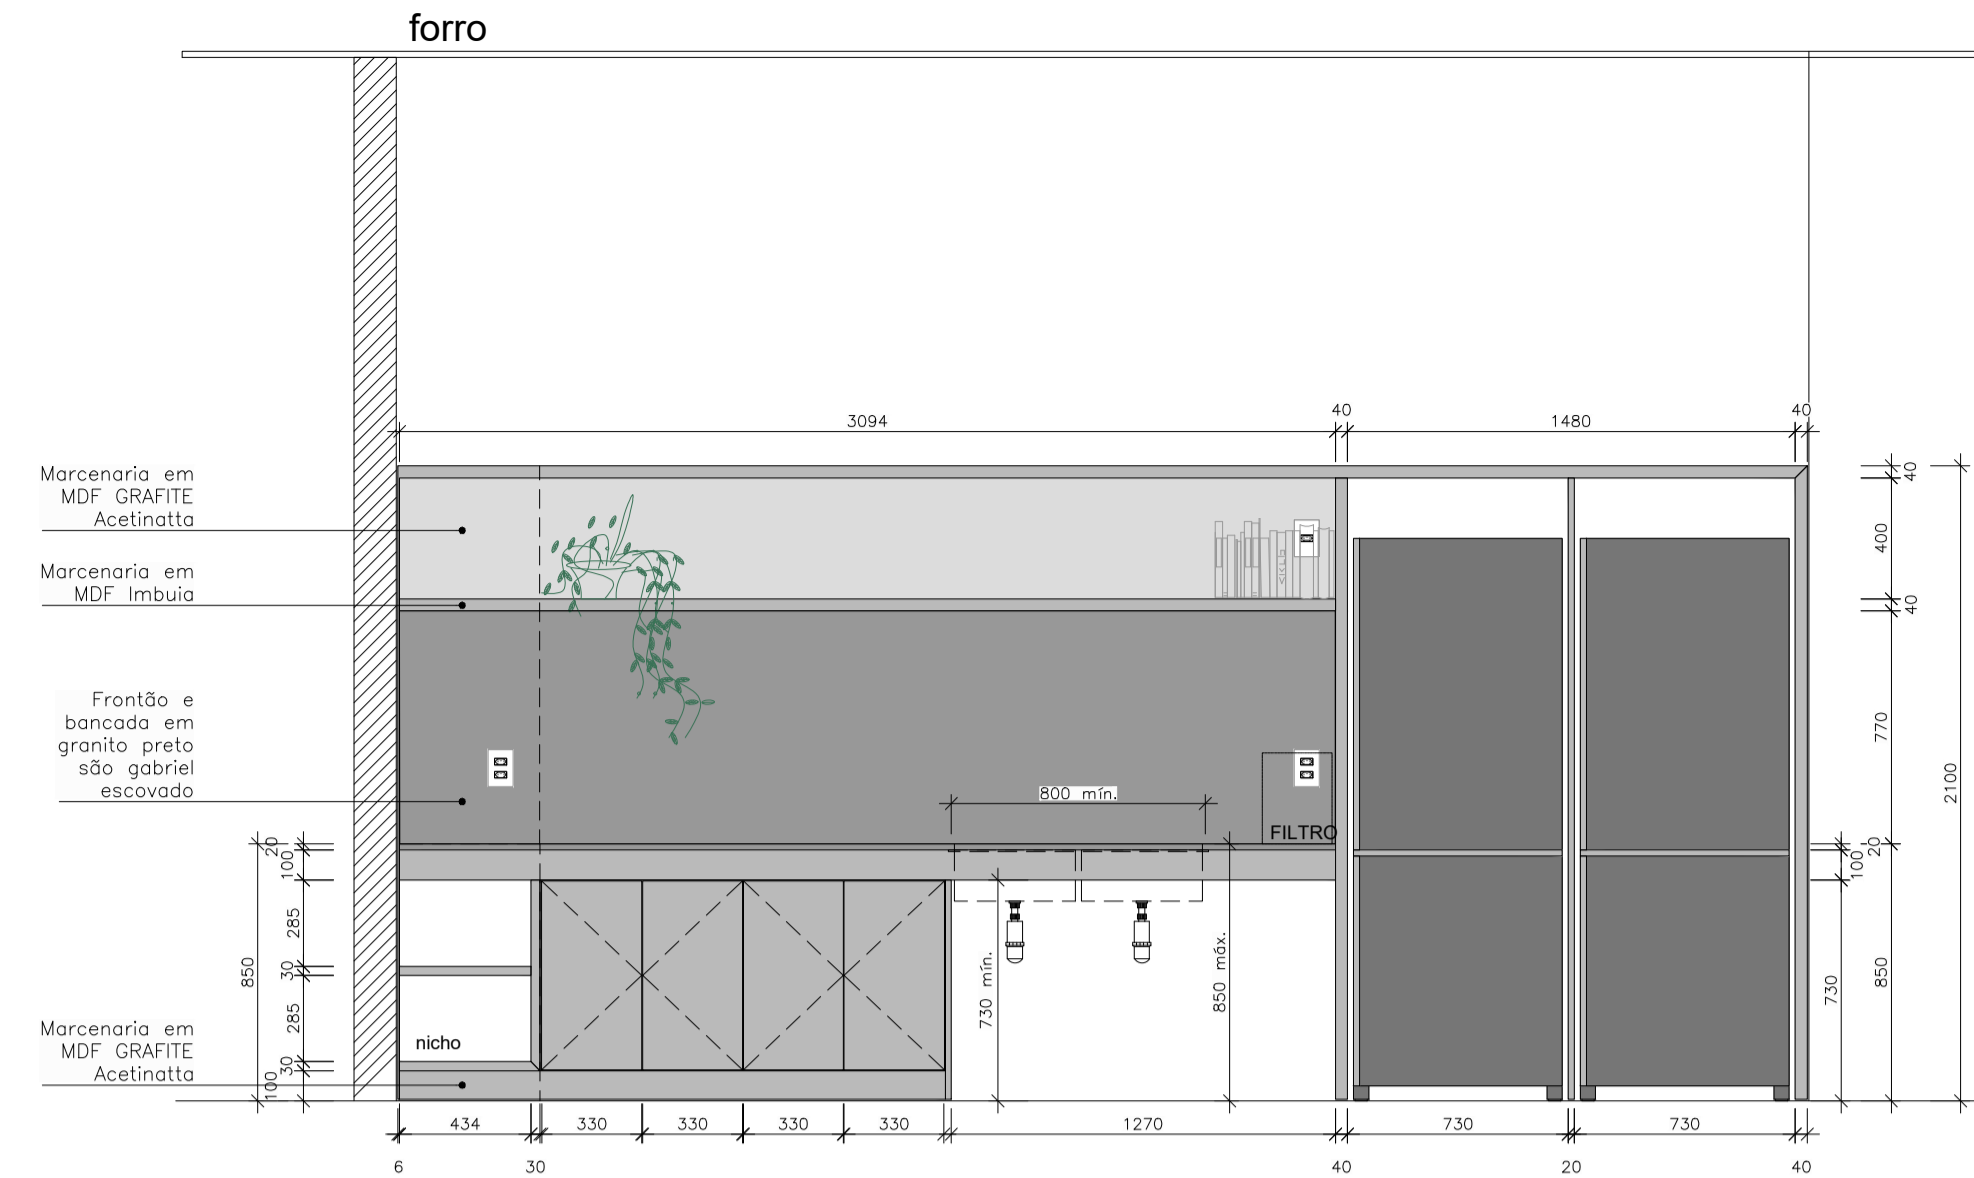 forro
40
40
3094
1480
Marcenaria em
MDF GRAFITE
Acetinatta
40
400
Marcenaria em
MDF Imbuia
40
Frontão e
bancada em
granito preto
são gabriel
escovado
770
2100
800 mín.
FILTRO
20
100
20
100
285
30
285
30
100
850
730 mín.
850 máx.
730
850
nicho
Marcenaria em
MDF GRAFITE
Acetinatta
434
330
330
330
330
1270
730
730
6
30
40
20
40